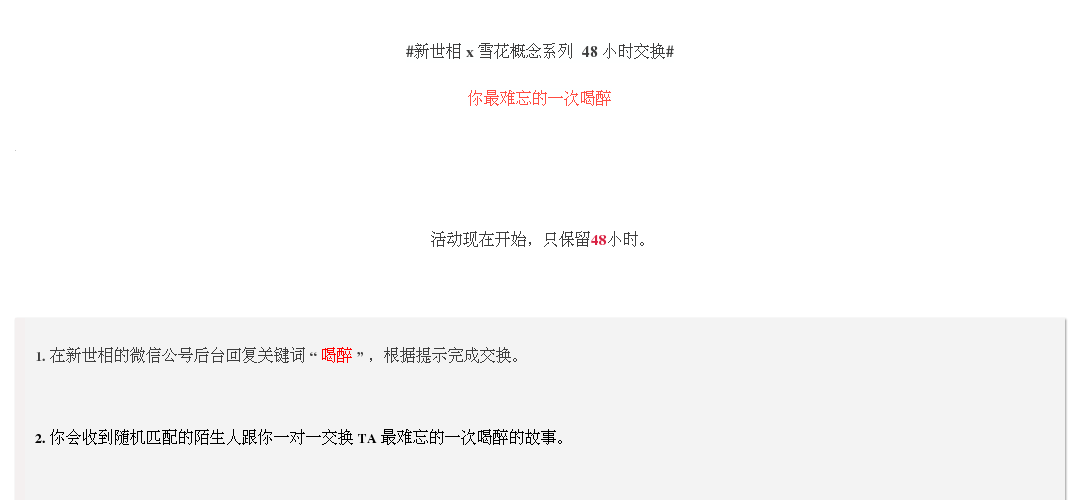 #新世相 x 雪花概念系列 48 小时交换#
你最难忘的一次喝醉
活动现在开始，只保留48小时。
1. 在新世相的微信公号后台回复关键词 “ 喝醉 ” ，根据提示完成交换。
2. 你会收到随机匹配的陌生人跟你一对一交换 TA 最难忘的一次喝醉的故事。